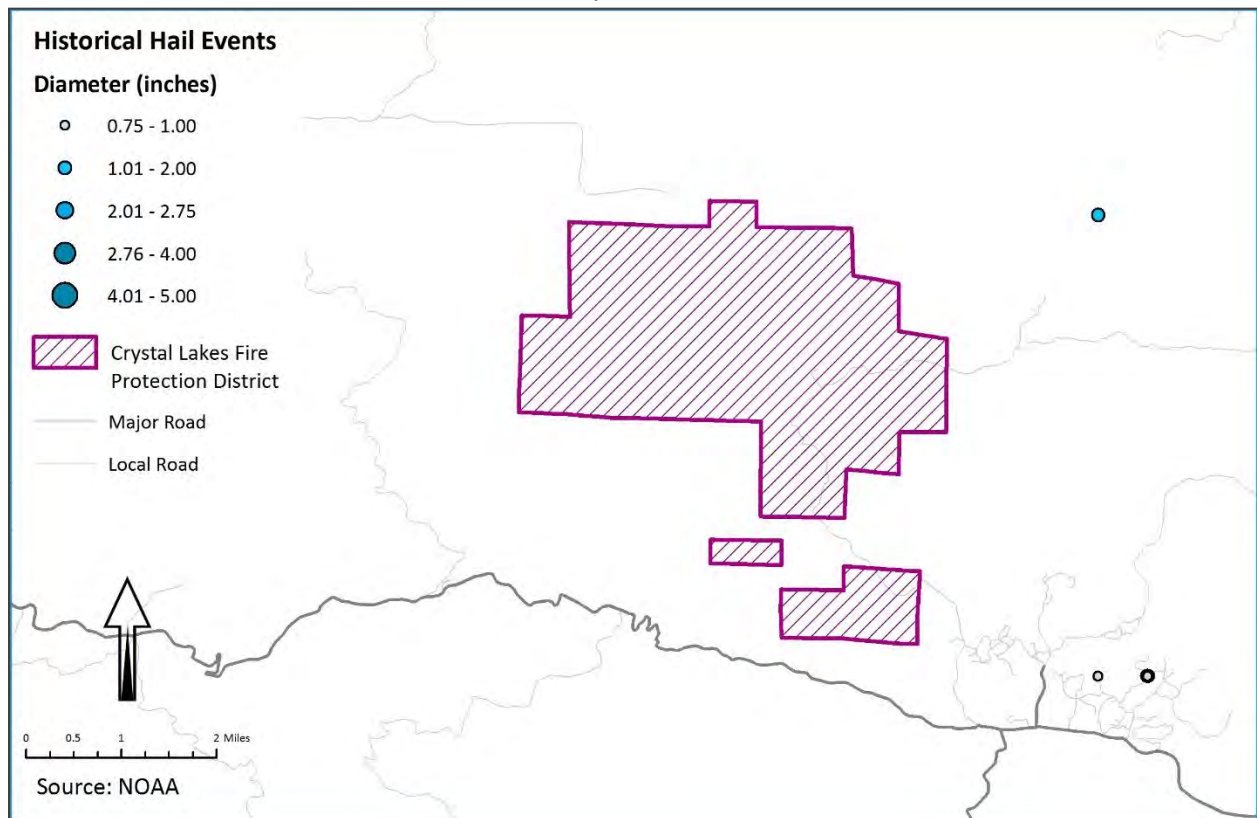 Historical Hail Events
Diameter (inches)
0.75 - 1.00
1.01 - 2.00
2.01 - 2.75
2.76 - 4.00
4.01 - 5.00
Crystal Lakes Fire
Protection District
Major Road
Local Road
0 0.5 1 2 Miles
Source: NOAA